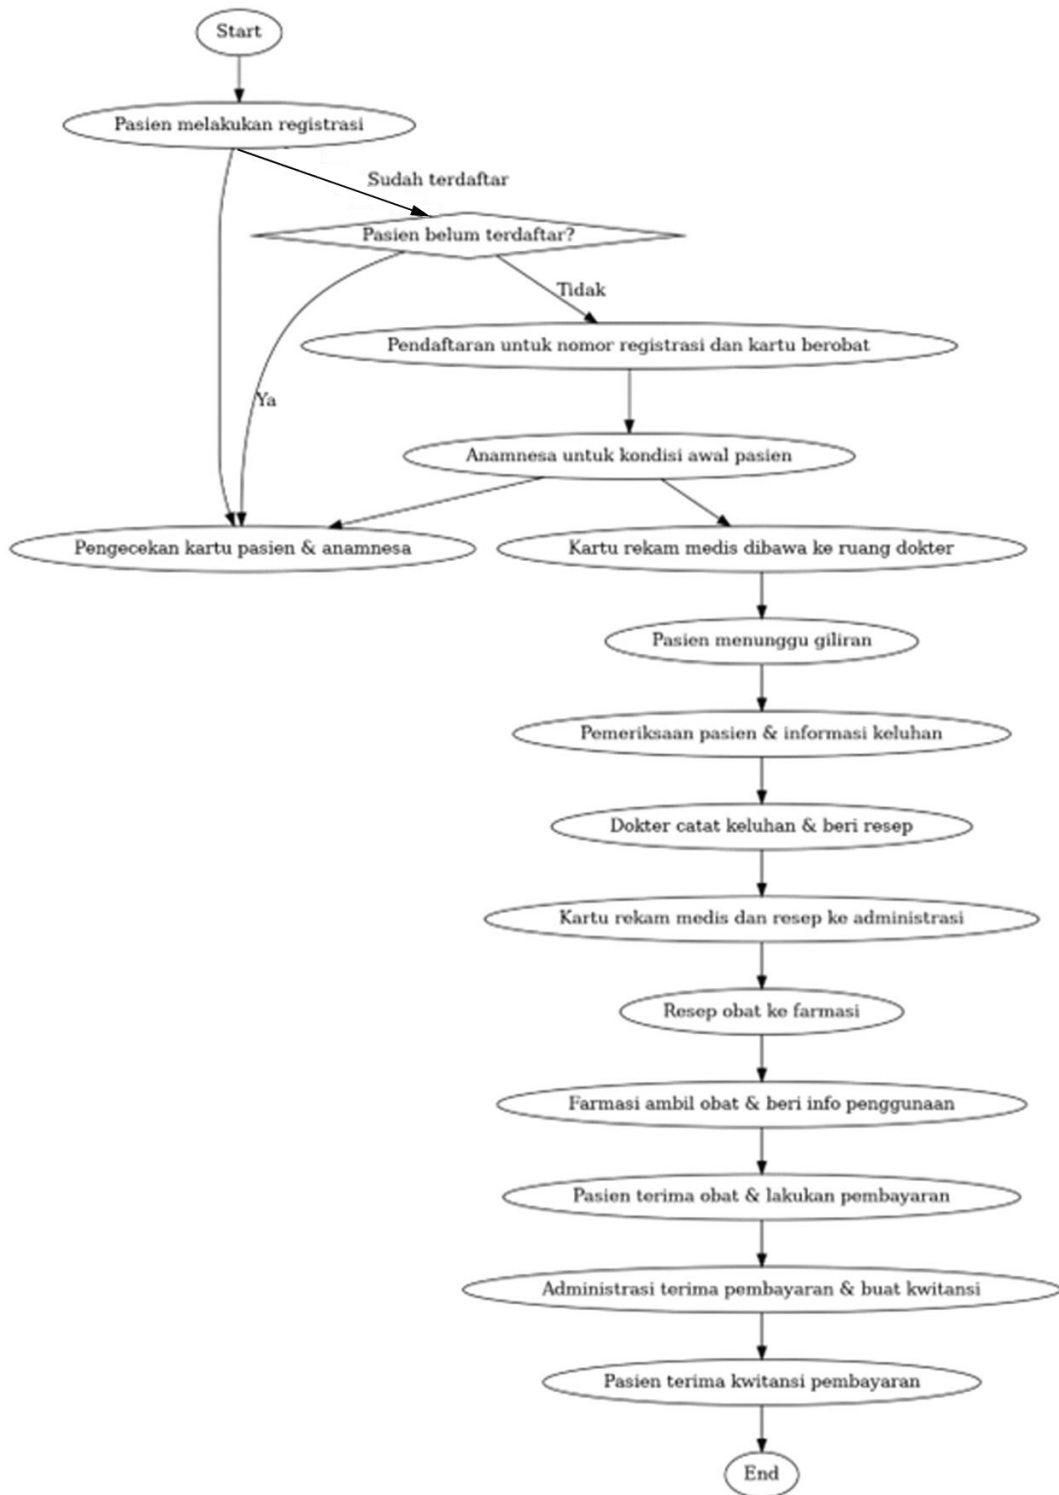 Start
Pasien melakukan registrasi
Sudah terdaftar
Pasien belum terdaftar?
Tidak
Pendaftaran untuk nomor registrasi dan kartu berobat
Ya
Anamnesa untuk kondisi awal pasien
Pengecekan kartu pasien & anamnesa
Kartu rekam medis dibawa ke ruang dokter
Pasien menunggu giliran
Pemeriksaan pasien & informasi keluhan
Dokter catat keluhan & beri resep
Kartu rekam medis dan resep ke administrasi
Resep obat ke farmasi
Farmasi ambil obat & beri info penggunaan
Pasien terima obat & lakukan pembayaran
Administrasi terima pembayaran & buat kwitansi
Pasien terima kwitansi pembayaran
End